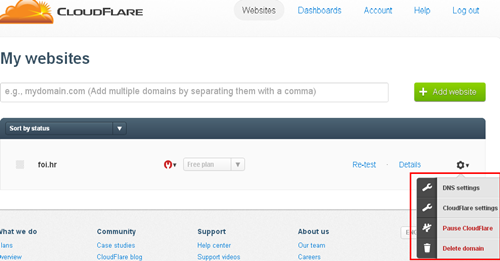 CLOUDFLARE
Websites Dashboards Account Help Log out
My websites
e.g., mydomain.com (Add multiple domains by separating them with a comma)
+ Add website
Sort by status
foi.hr Free plan Re-test Details
DNS settings
CloudFlare settings
Pause CloudFlare
Delete domain
What we do Community Support About us
Plans Case studies Help center Our team
Overview CloudFlare blog Support videos Careers